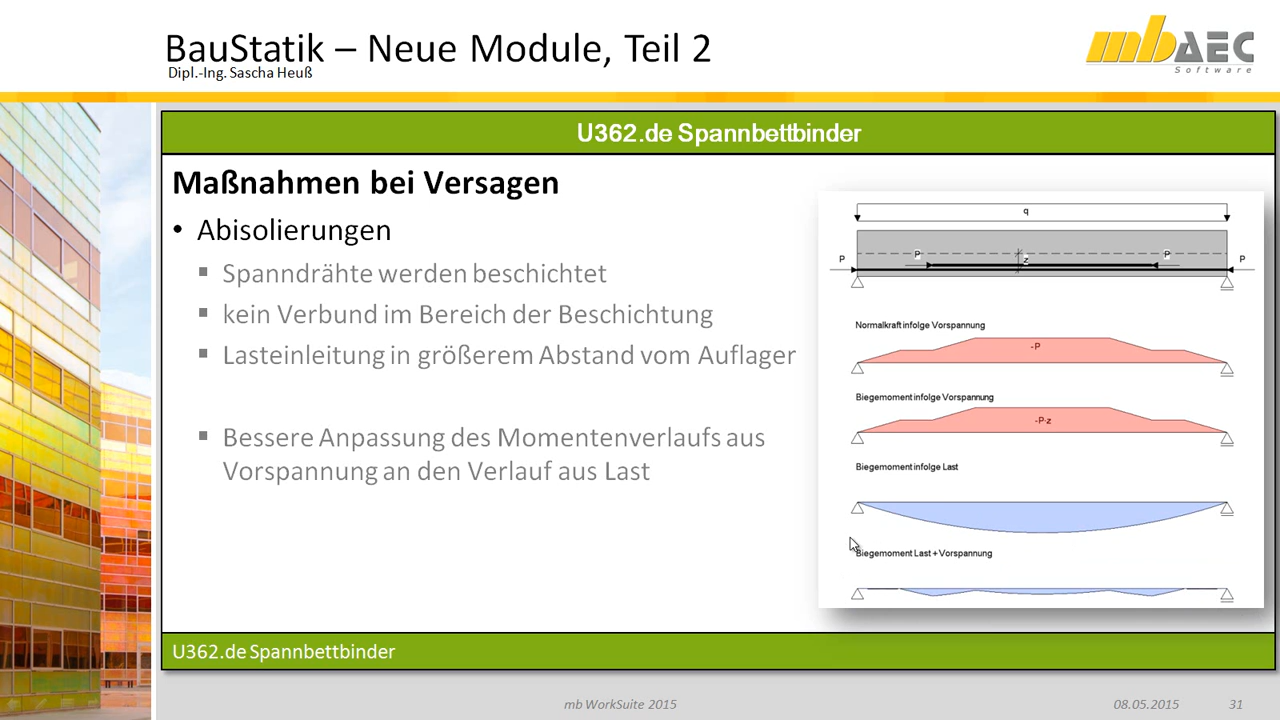 BauStatik – Neue Module, Teil 2
Dipl.-Ing. Sascha Heuß
mbAEC
Software
U362.de Spannbettbinder
Maßnahmen bei Versagen
• Abisolierungen
▪ Spanndrähte werden beschichtet
▪ kein Verbund im Bereich der Beschichtung
▪ Lasteinleitung in größerem Abstand vom Auflager
▪ Bessere Anpassung des Momentenverlaufs aus
Vorspannung an den Verlauf aus Last
q
P P z P P
Normalkraft infolge Vorspannung
-P
Biegemoment infolge Vorspannung
-P·z
Biegemoment infolge Last
Biegemoment Last + Vorspannung
U362.de Spannbettbinder
mb WorkSuite 2015 08.05.2015 31